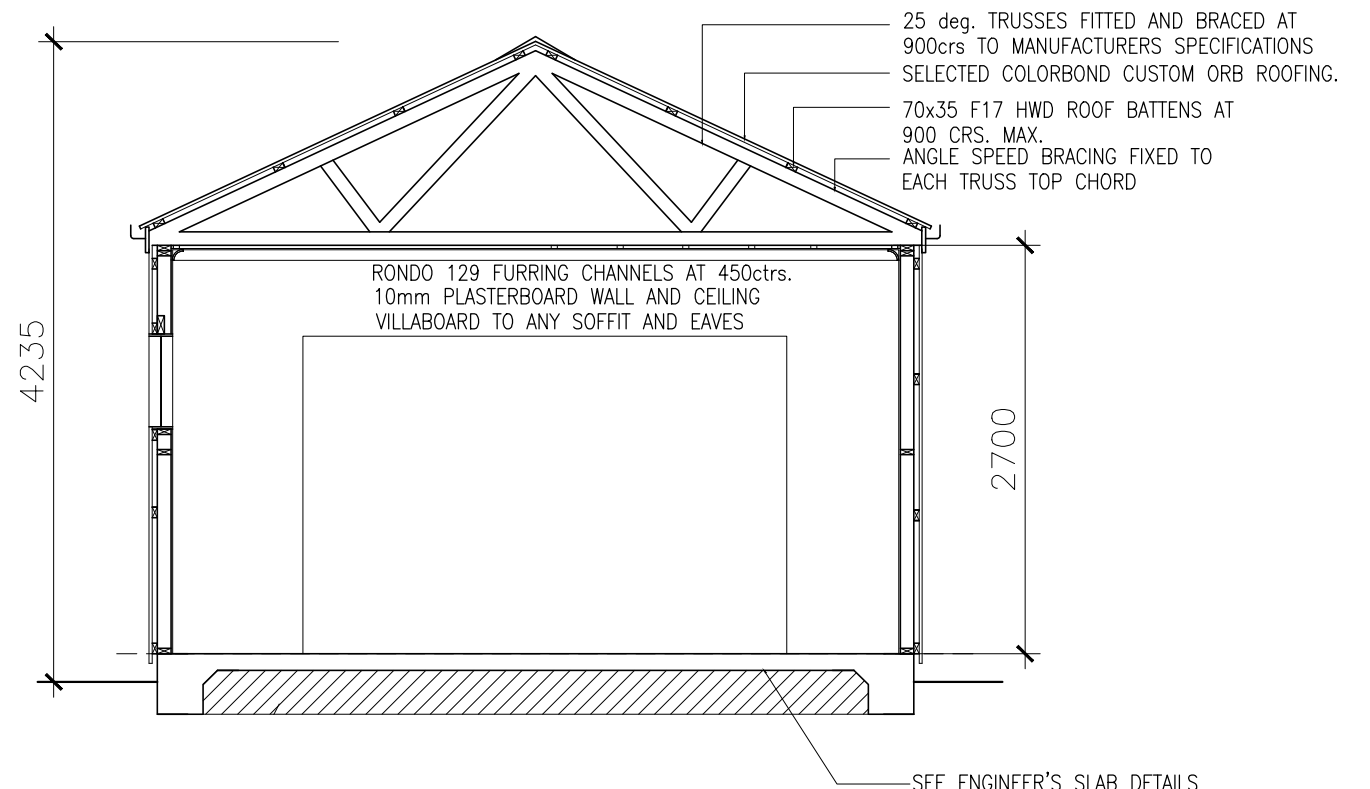 25 deg. TRUSSES FITTED AND BRACED AT
900crs TO MANUFACTURERS SPECIFICATIONS
SELECTED COLORBOND CUSTOM ORB ROOFING.
70x35 F17 HWD ROOF BATTENS AT
900 CRS. MAX.
ANGLE SPEED BRACING FIXED TO
EACH TRUSS TOP CHORD
RONDO 129 FURRING CHANNELS AT 450ctrs.
10mm PLASTERBOARD WALL AND CEILING
VILLABOARD TO ANY SOFFIT AND EAVES
4235
2700
SEE ENGINEER'S SLAB DETAILS